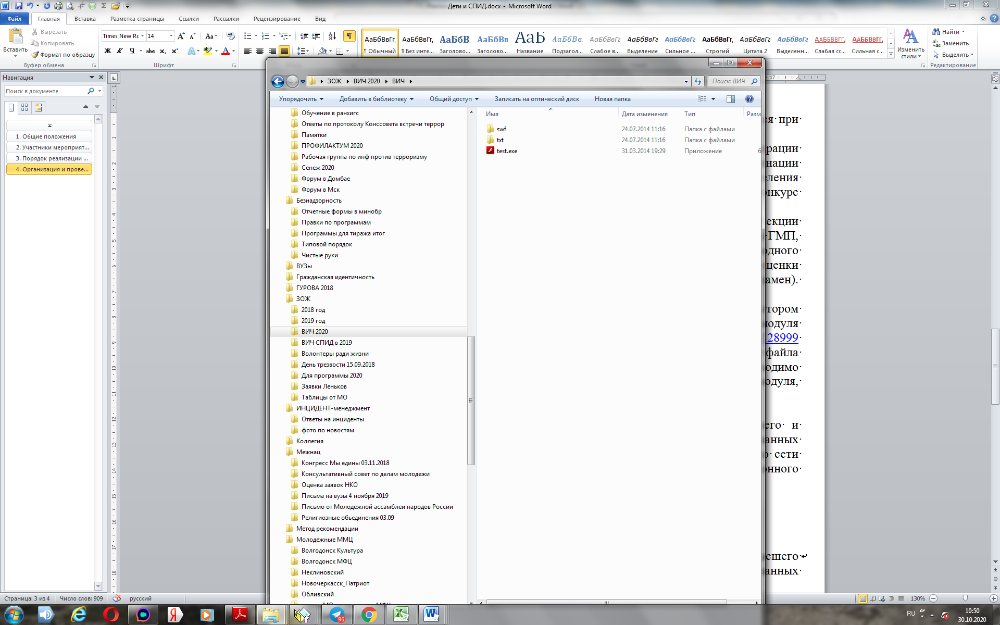 Дети и СПИД.docx - Microsoft Word
Файл Главная Вставка Разметка страницы Ссылки Рассылки Рецензирование Вид
Вставить
Вырезать
Копировать
Формат по образцу
Буфер обмена
Times New Rc 14
Ж К Ч abc x₂ x²
Шрифт
АаБбВвГг, АаБбВвГг, АаБбВ АаБбВв АаБ АаБбВв. АаБбВвГг АаБбВвГг АаБбВвГг АаБбВвГг, АаБбВвГг АаБбВвГг ААББВВГГ, ААББВВГГ,
¶ Обычный ¶ Без инте... Заголово... Заголово... Название Подзагол... Слабое в... Выделение Сильное ... Строгий Цитата 2 Выделенн... Слабая сс... Сильная с...
Изменить стили
Найти
Заменить
Выделить
Редактирование
Навигация
Поиск в документе
1. Общие положения
2. Участники мероприят...
3. Порядок реализации ...
4. Организация и прове...
ЗОЖ ВИЧ 2020 ВИЧ
Поиск: ВИЧ
Упорядочить Добавить в библиотеку Общий доступ Записать на оптический диск Новая папка
Обучение в ранхигс
Ответы по протоколу Конссовета встречи террор
Памятки
ПРОФИЛАКТУМ 2020
Рабочая группа по инф против терроризму
Сенеж 2020
Форум в Домбае
Форум в Мск
Безнадзорность
Отчетные формы в минобр
Правки по программам
Программы для тиража итог
Типовой порядок
Чистые руки
ВУЗы
Гражданская идентичность
ГУРОВА 2018
ЗОЖ
2018 год
2019 год
ВИЧ 2020
ВИЧ СПИД в 2019
Волонтеры ради жизни
День трезвости 15.09.2018
Для программы 2020
Заявки Леньков
Таблицы от МО
ИНЦИДЕНТ-менеджмент
Ответы на инциденты
фото по новостям
Коллегия
Межнац
Конгресс Мы едины 03.11.2018
Консультативный совет по делам молодежи
Оценка заявок НКО
Письма на вузы 4 ноября 2019
Письмо от Молодежной ассамблеи народов России
Религиозные обьединения 03.09
Метод рекомендации
Молодежные ММЦ
Волгодонск Культура
Волгодонск МФЦ
Неклиновский
Новочеркасск_Патриот
Обливский
Имя Дата изменения Тип Разм
swf 24.07.2014 11:16 Папка с файлами
txt 24.07.2014 11:16 Папка с файлами
test.exe 31.03.2014 19:29 Приложение 6
ся при
рации
нации
ления
онкурс
екции
ГМП,
одного
ценки
амен).
тором
одуля
28999
файла
одимо
одуля,
его и
анных
о сети
онного
сшего
анных
Страница: 3 из 4 Число слов: 909 русский
130%
96
RU
10:50
30.10.2020